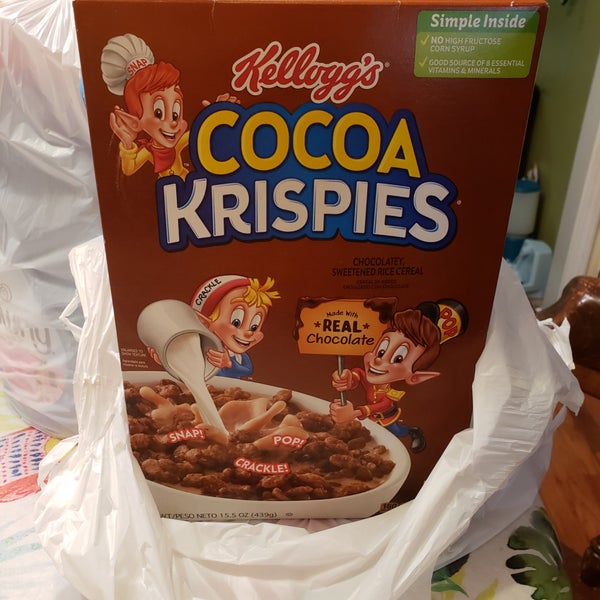 Simple Inside
✓ NO HIGH FRUCTOSE
CORN SYRUP
✓ GOOD SOURCE OF 8 ESSENTIAL
VITAMINS & MINERALS
SNAP
Kellogg's®
COCOA
KRISPIES®
CHOCOLATEY,
SWEETENED RICE CEREAL
CRACKLE
Made With
★REAL★
Chocolate
POP
SNAP!
POP!
CRACKLE!
WT/PESO NETO 15.5 OZ (439g)